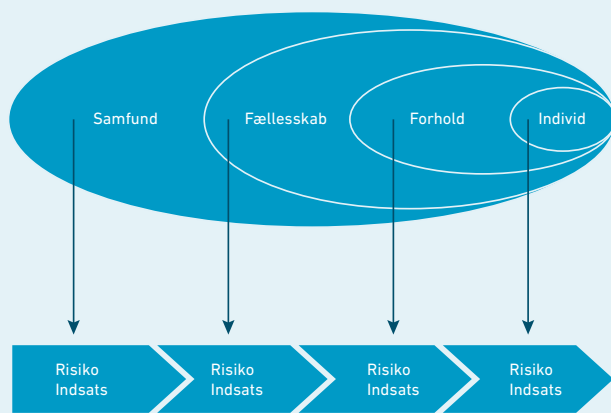 Samfund
Fællesskab
Forhold
Individ
Risiko
Indsats
Risiko
Indsats
Risiko
Indsats
Risiko
Indsats